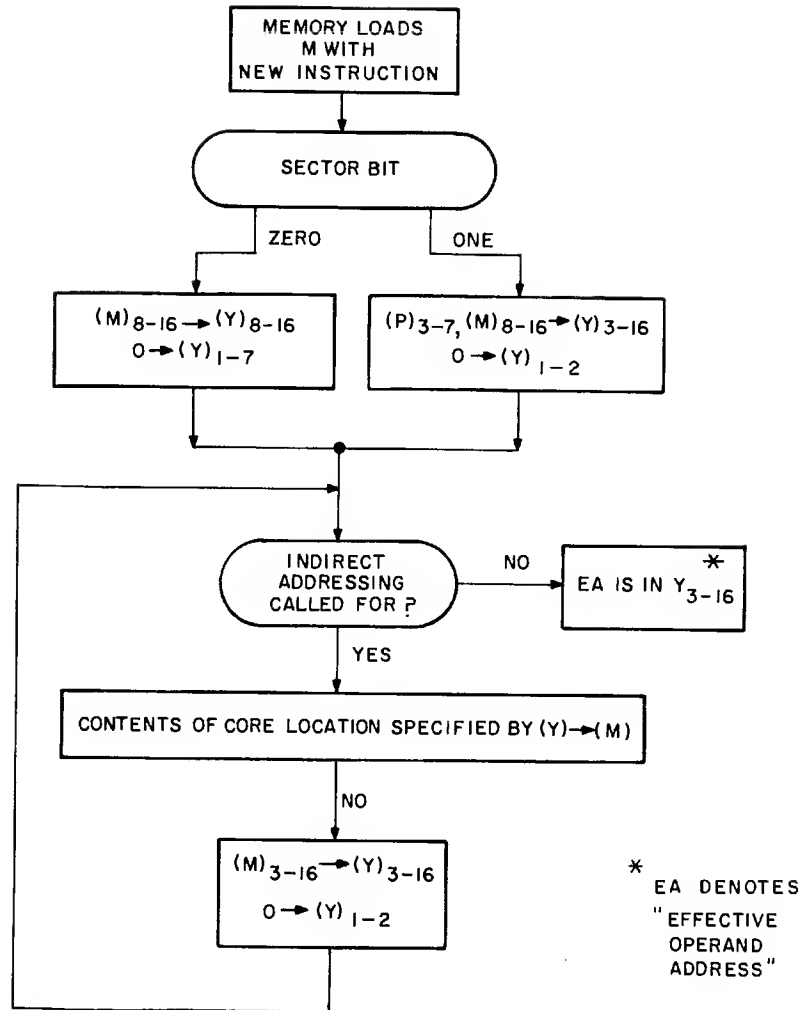 MEMORY LOADS
M WITH
NEW INSTRUCTION
SECTOR BIT
ZERO
ONE
(M)8-16→(Y)8-16
0→(Y)1-7
(P)3-7, (M)8-16→(Y)3-16
0→(Y)1-2
INDIRECT
ADDRESSING
CALLED FOR ?
NO
*
EA IS IN Y3-16
YES
CONTENTS OF CORE LOCATION SPECIFIED BY (Y)→(M)
NO
(M)3-16→(Y)3-16
0→(Y)1-2
*
EA DENOTES
"EFFECTIVE
OPERAND
ADDRESS"